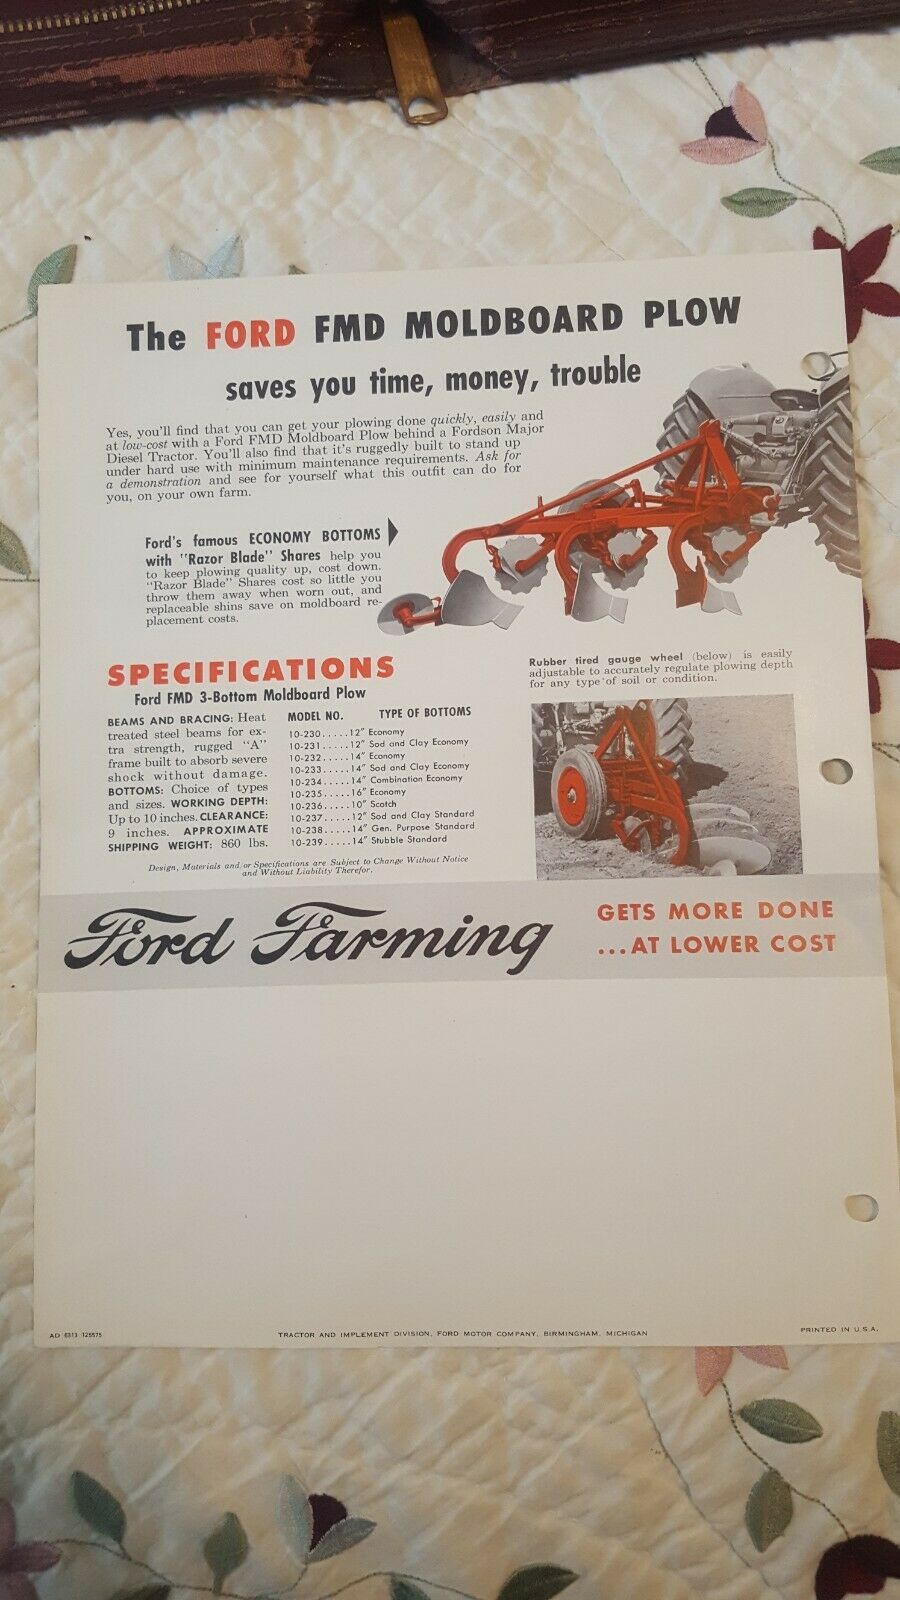 The FORD FMD MOLDBOARD PLOW
saves you time, money, trouble
Yes, you'll find that you can get your plowing done quickly, easily and
at low-cost with a Ford FMD Moldboard Plow behind a Fordson Major
Diesel Tractor. You'll also find that it's ruggedly built to stand up
under hard use with minimum maintenance requirements. Ask for
a demonstration and see for yourself what this outfit can do for
you, on your own farm.
Ford's famous ECONOMY BOTTOMS
with "Razor Blade" Shares help you
to keep plowing quality up, cost down.
"Razor Blade" Shares cost so little you
throw them away when worn out, and
replaceable shins save on moldboard re-
placement costs.
SPECIFICATIONS
Ford FMD 3-Bottom Moldboard Plow
BEAMS AND BRACING: Heat
treated steel beams for ex-
tra strength, rugged "A"
frame built to absorb severe
shock without damage.
BOTTOMS: Choice of types
and sizes. WORKING DEPTH:
Up to 10 inches. CLEARANCE:
9 inches. APPROXIMATE
SHIPPING WEIGHT: 860 lbs.
MODEL NO. TYPE OF BOTTOMS
10-230.....12" Economy
10-231.....12" Sod and Clay Economy
10-232.....14" Economy
10-233.....14" Sod and Clay Economy
10-234.....14" Combination Economy
10-235.....16" Economy
10-236.....10" Scotch
10-237.....12" Sod and Clay Standard
10-238.....14" Gen. Purpose Standard
10-239.....14" Stubble Standard
Design, Materials and/or Specifications are Subject to Change Without Notice
and Without Liability Therefor.
Rubber tired gauge wheel (below) is easily
adjustable to accurately regulate plowing depth
for any type of soil or condition.
Ford Farming
GETS MORE DONE
...AT LOWER COST
AD 6313 125575
TRACTOR AND IMPLEMENT DIVISION, FORD MOTOR COMPANY, BIRMINGHAM, MICHIGAN
PRINTED IN U.S.A.